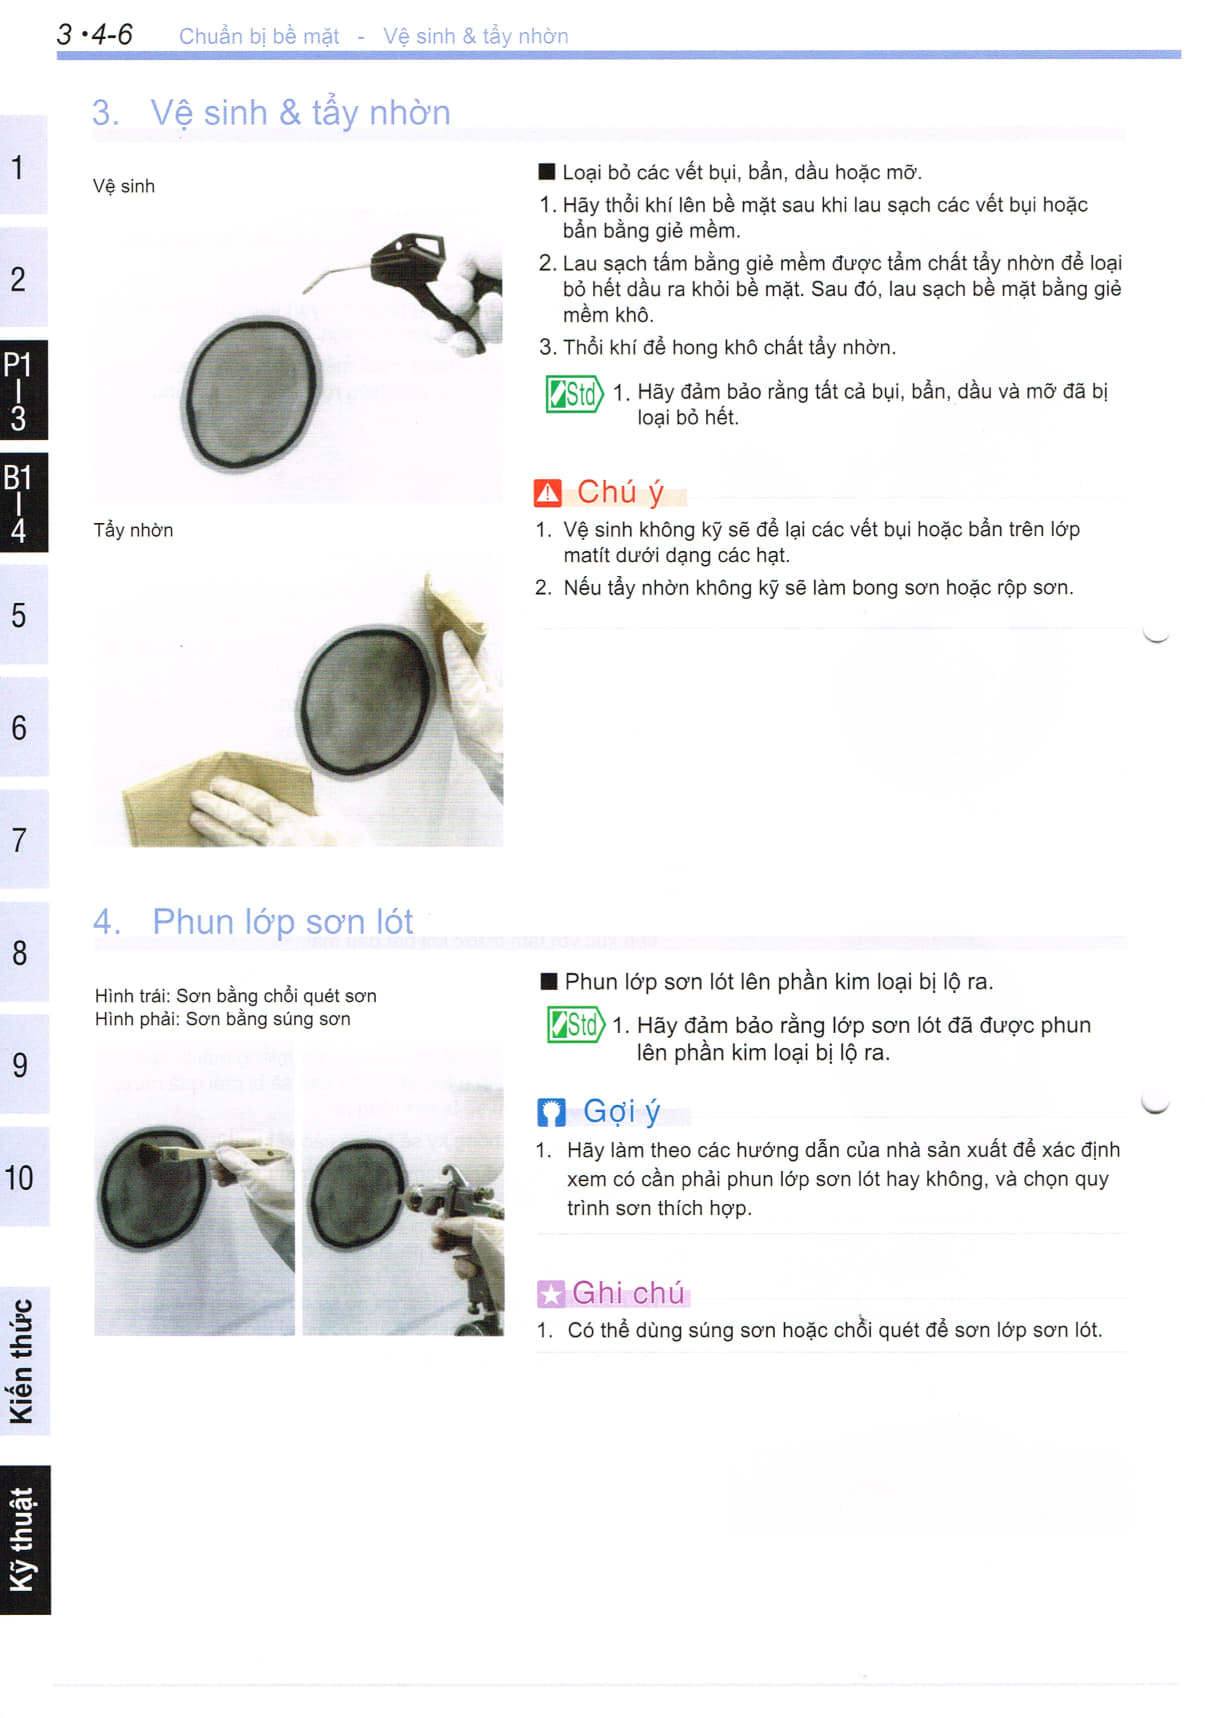 3•4-6 Chuẩn bị bề mặt - Vệ sinh & tẩy nhờn
3. Vệ sinh & tẩy nhờn
Vệ sinh
■ Loại bỏ các vết bụi, bẩn, dầu hoặc mỡ.
1. Hãy thổi khí lên bề mặt sau khi lau sạch các vết bụi hoặc
bẩn bằng giẻ mềm.
2. Lau sạch tấm bằng giẻ mềm được tẩm chất tẩy nhờn để loại
bỏ hết dầu ra khỏi bề mặt. Sau đó, lau sạch bề mặt bằng giẻ
mềm khô.
3. Thổi khí để hong khô chất tẩy nhờn.
Std 1. Hãy đảm bảo rằng tất cả bụi, bẩn, dầu và mỡ đã bị
loại bỏ hết.
Chú ý
1. Vệ sinh không kỹ sẽ để lại các vết bụi hoặc bẩn trên lớp
matít dưới dạng các hạt.
2. Nếu tẩy nhờn không kỹ sẽ làm bong sơn hoặc rộp sơn.
Tẩy nhờn
4. Phun lớp sơn lót
Hình trái: Sơn bằng chổi quét sơn
Hình phải: Sơn bằng súng sơn
■ Phun lớp sơn lót lên phần kim loại bị lộ ra.
Std 1. Hãy đảm bảo rằng lớp sơn lót đã được phun
lên phần kim loại bị lộ ra.
Gợi ý
1. Hãy làm theo các hướng dẫn của nhà sản xuất để xác định
xem có cần phải phun lớp sơn lót hay không, và chọn quy
trình sơn thích hợp.
Ghi chú
1. Có thể dùng súng sơn hoặc chổi quét để sơn lớp sơn lót.
1
2
P1
3
B1
4
5
6
7
8
9
10
Kiến thức
Kỹ thuật